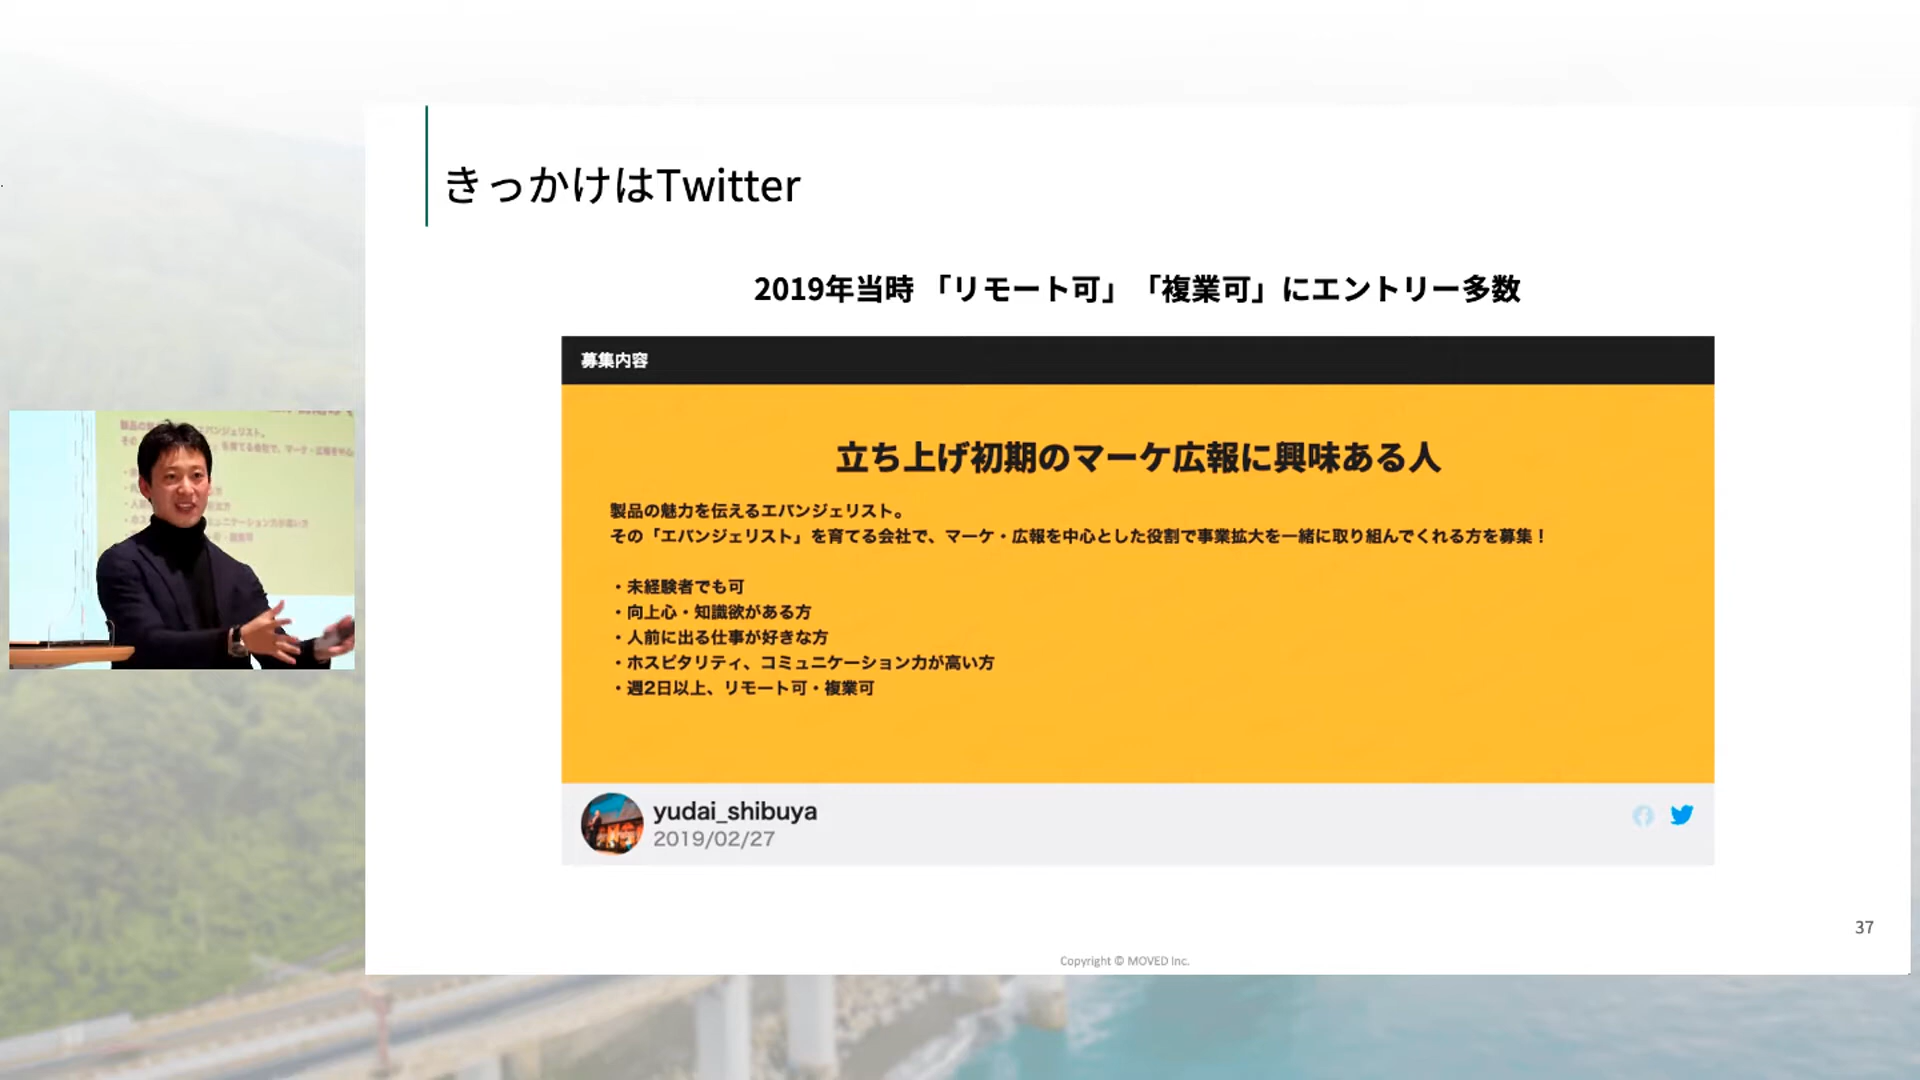 きっかけはTwitter
2019年当時 「リモート可」「複業可」にエントリー多数
募集内容
立ち上げ初期のマーケ広報に興味ある人
製品の魅力を伝えるエバンジェリスト。
その「エバンジェリスト」を育てる会社で、マーケ・広報を中心とした役割で事業拡大を一緒に取り組んでくれる方を募集！
・未経験者でも可
・向上心・知識欲がある方
・人前に出る仕事が好きな方
・ホスピタリティ、コミュニケーション力が高い方
・週2日以上、リモート可・複業可
yudai_shibuya
2019/02/27
37
Copyright © MOVED Inc.